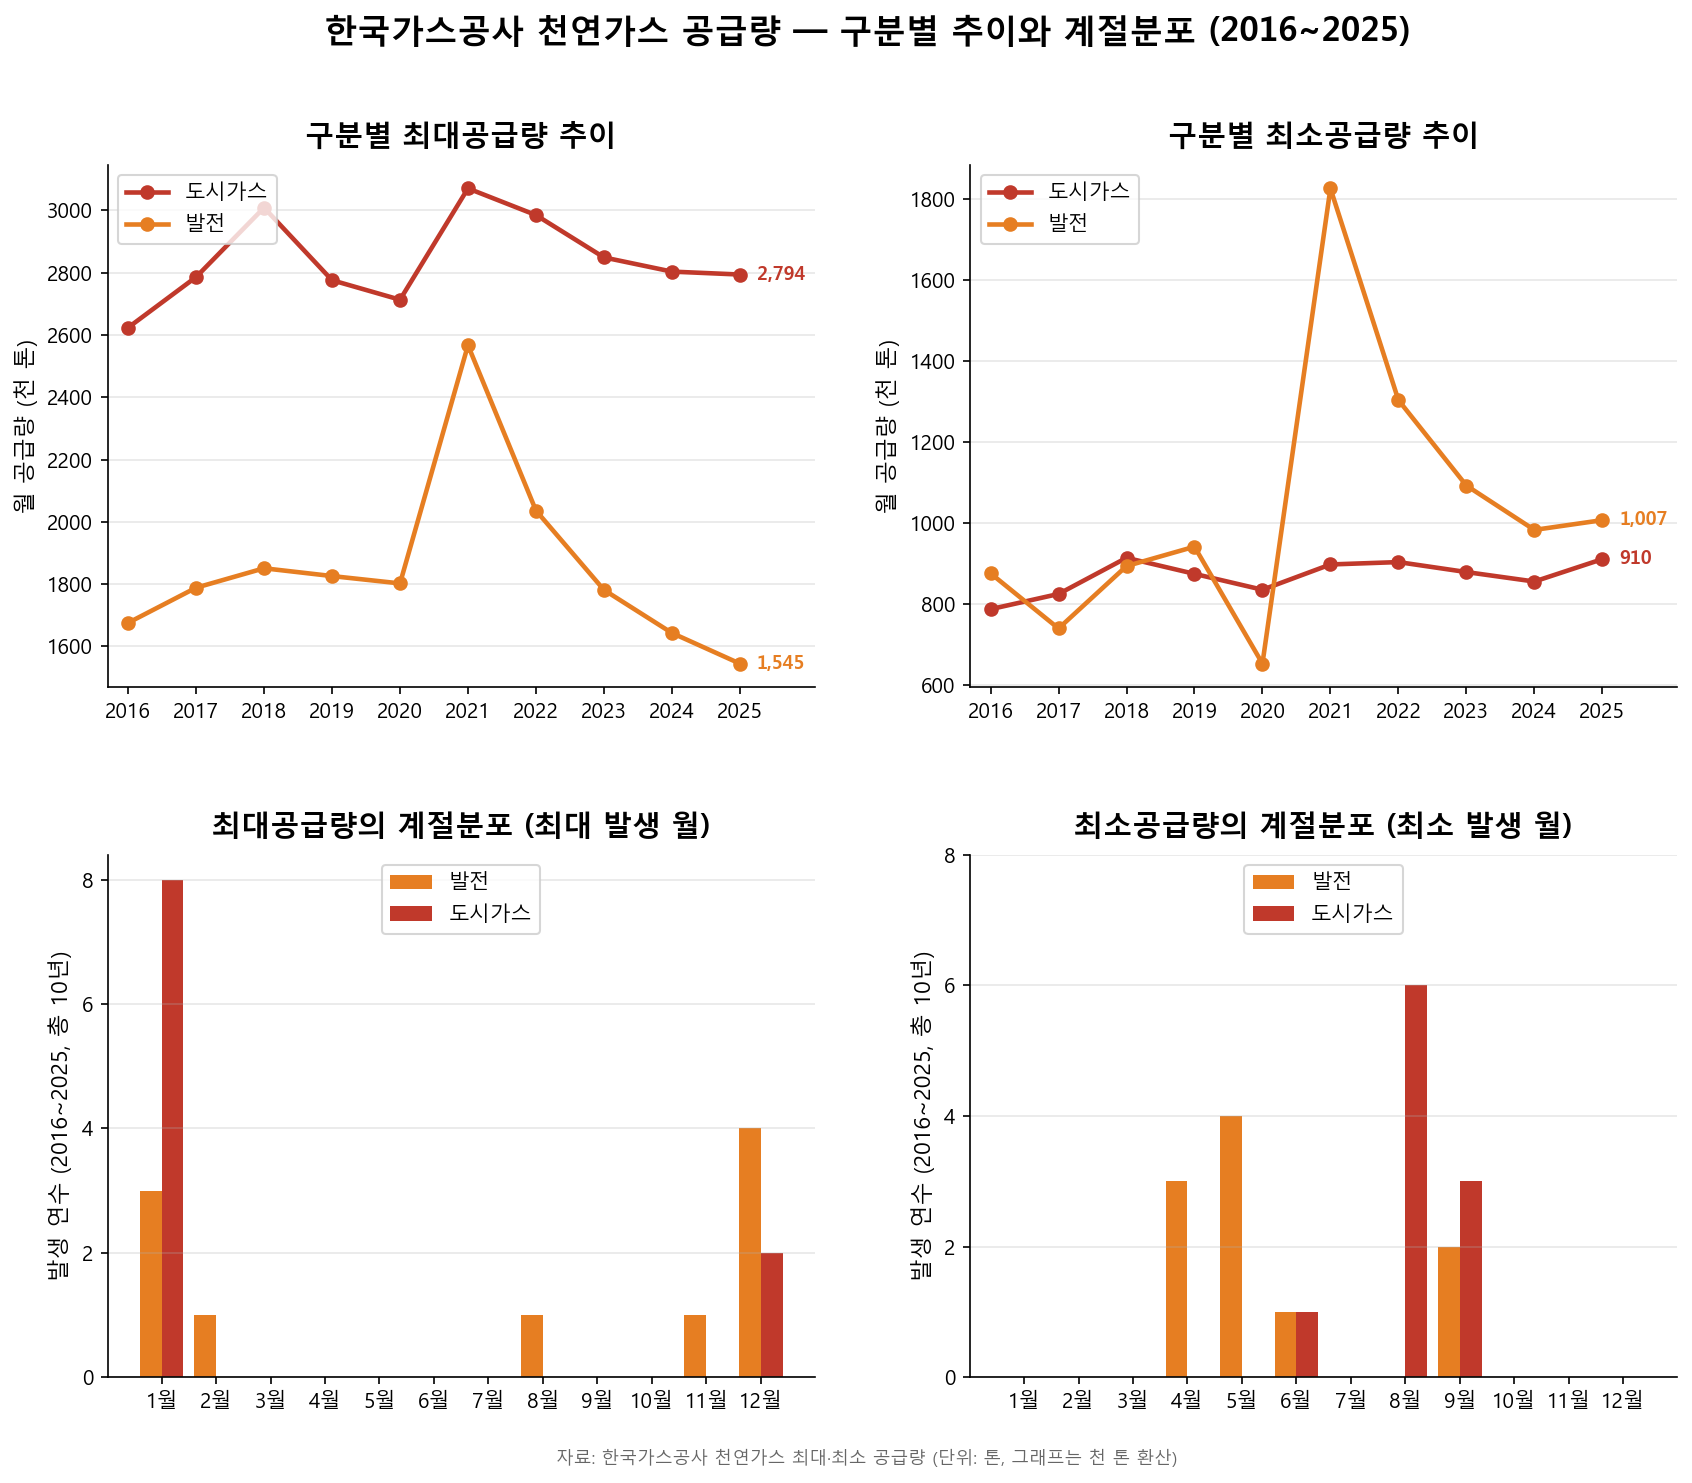 한국가스공사 천연가스 공급량 — 구분별 추이와 계절분포 (2016~2025)
구분별 최대공급량 추이
도시가스
발전
월 공급량 (천 톤)
3000
2800
2600
2400
2200
2000
1800
1600
2,794
1,545
2016 2017 2018 2019 2020 2021 2022 2023 2024 2025
구분별 최소공급량 추이
도시가스
발전
월 공급량 (천 톤)
1800
1600
1400
1200
1000
800
600
1,007
910
2016 2017 2018 2019 2020 2021 2022 2023 2024 2025
최대공급량의 계절분포 (최대 발생 월)
발전
도시가스
발생 연수 (2016~2025, 총 10년)
8
6
4
2
0
1월 2월 3월 4월 5월 6월 7월 8월 9월 10월 11월 12월
최소공급량의 계절분포 (최소 발생 월)
발전
도시가스
발생 연수 (2016~2025, 총 10년)
8
6
4
2
0
1월 2월 3월 4월 5월 6월 7월 8월 9월 10월 11월 12월
자료: 한국가스공사 천연가스 최대·최소 공급량 (단위: 톤, 그래프는 천 톤 환산)